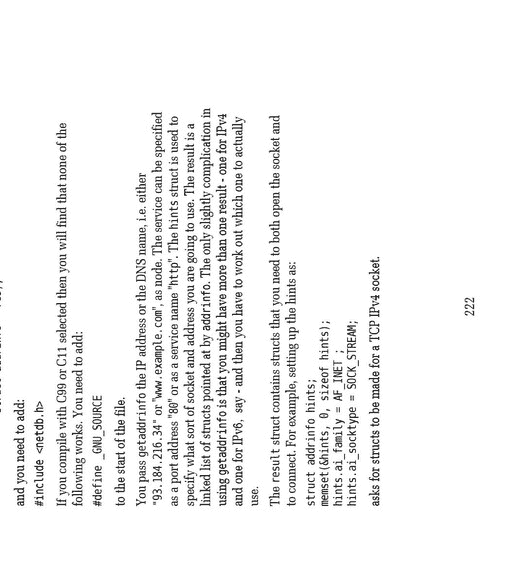 and you need to add:
#include <netdb.h>
If you compile with C99 or C11 selected then you will find that none of the
following works. You need to add:
#define _GNU_SOURCE
to the start of the file.
You pass getaddrinfo the IP address or the DNS name, i.e. either
"93.184.216.34" or "www.example.com", as node. The service can be specified
as a port address "80" or as a service name "http". The hints struct is used to
specify what sort of socket and address you are going to use. The result is a
linked list of structs pointed at by addrinfo. The only slightly complication in
using getaddrinfo is that you might have more than one result - one for IPv4
and one for IPv6, say - and then you have to work out which one to actually
use.
The result struct contains structs that you need to both open the socket and
to connect. For example, setting up the hints as:
struct addrinfo hints;
memset(&hints, 0, sizeof hints);
hints.ai_family = AF_INET ;
hints.ai_socktype = SOCK_STREAM;
asks for structs to be made for a TCP IPv4 socket.
222